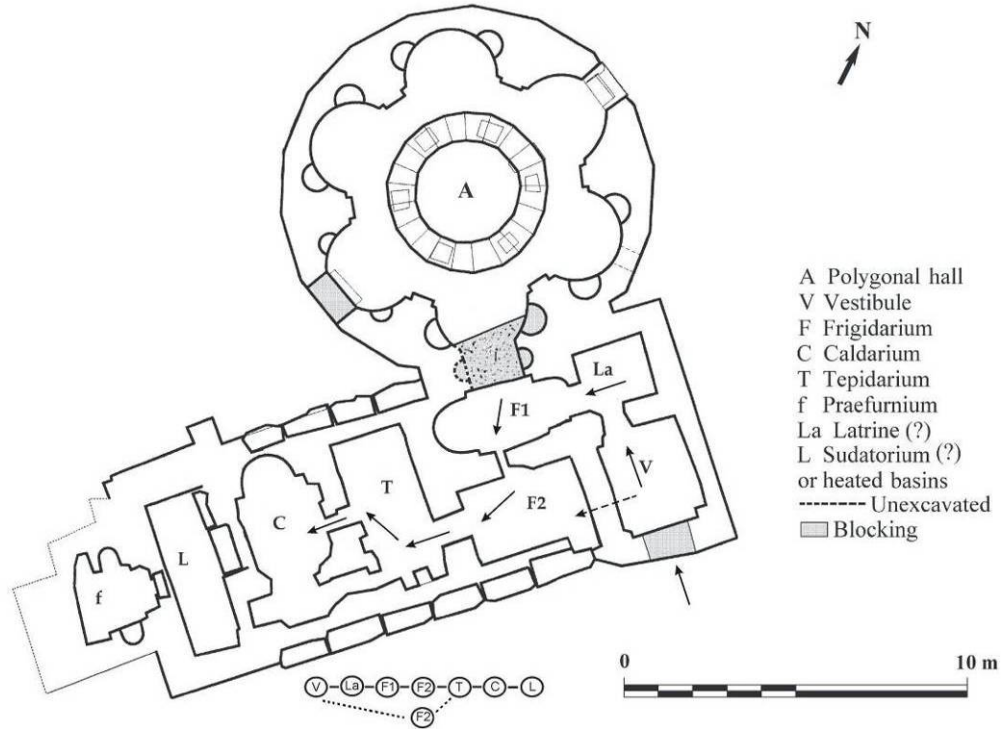 N
A
A Polygonal hall
V Vestibule
F Frigidarium
C Caldarium
T Tepidarium
f Praefurnium
La Latrine (?)
L Sudatorium (?)
or heated basins
Unexcavated
Blocking
i
La
F1
V
T
F2
C
L
f
0 10 m
V La F1 F2 T C L
F2